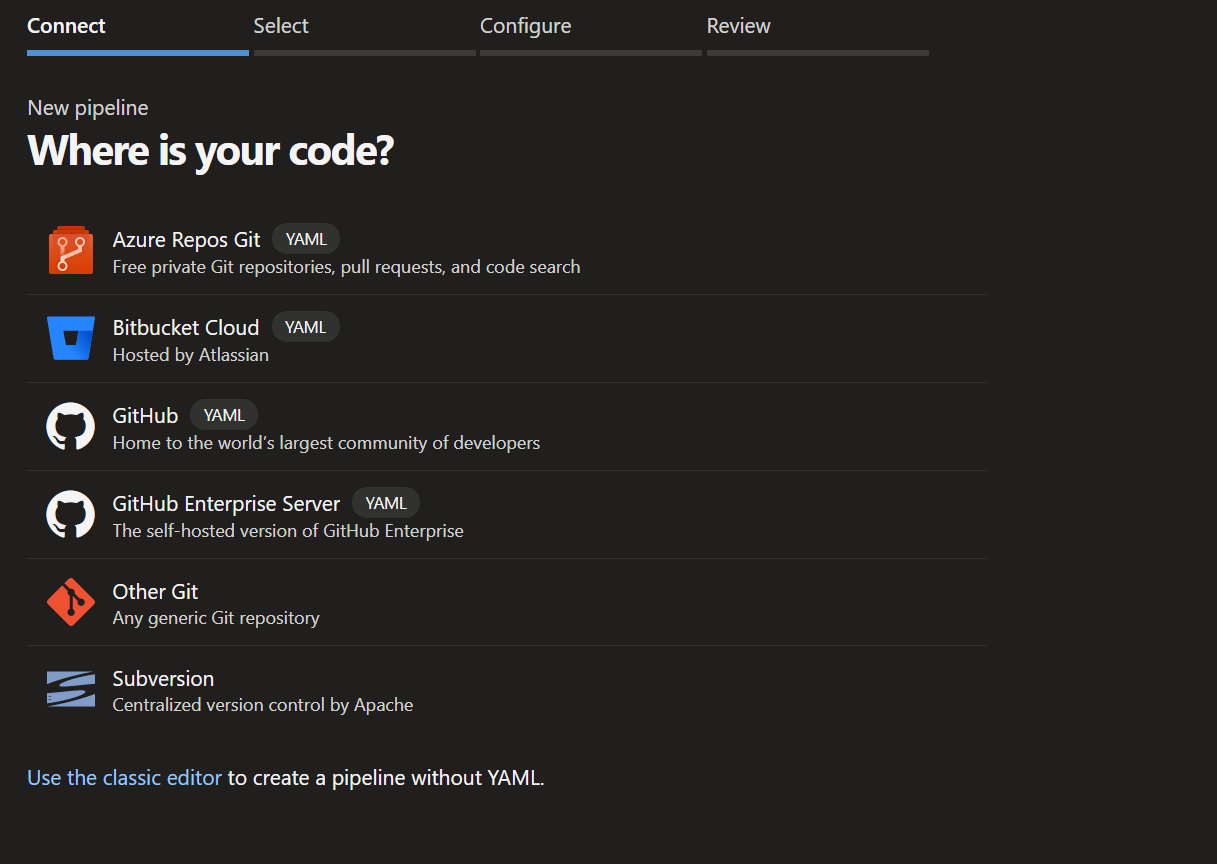 Connect Select Configure Review
New pipeline
Where is your code?
Azure Repos Git YAML
Free private Git repositories, pull requests, and code search
Bitbucket Cloud YAML
Hosted by Atlassian
GitHub YAML
Home to the world’s largest community of developers
GitHub Enterprise Server YAML
The self-hosted version of GitHub Enterprise
Other Git
Any generic Git repository
Subversion
Centralized version control by Apache
Use the classic editor to create a pipeline without YAML.